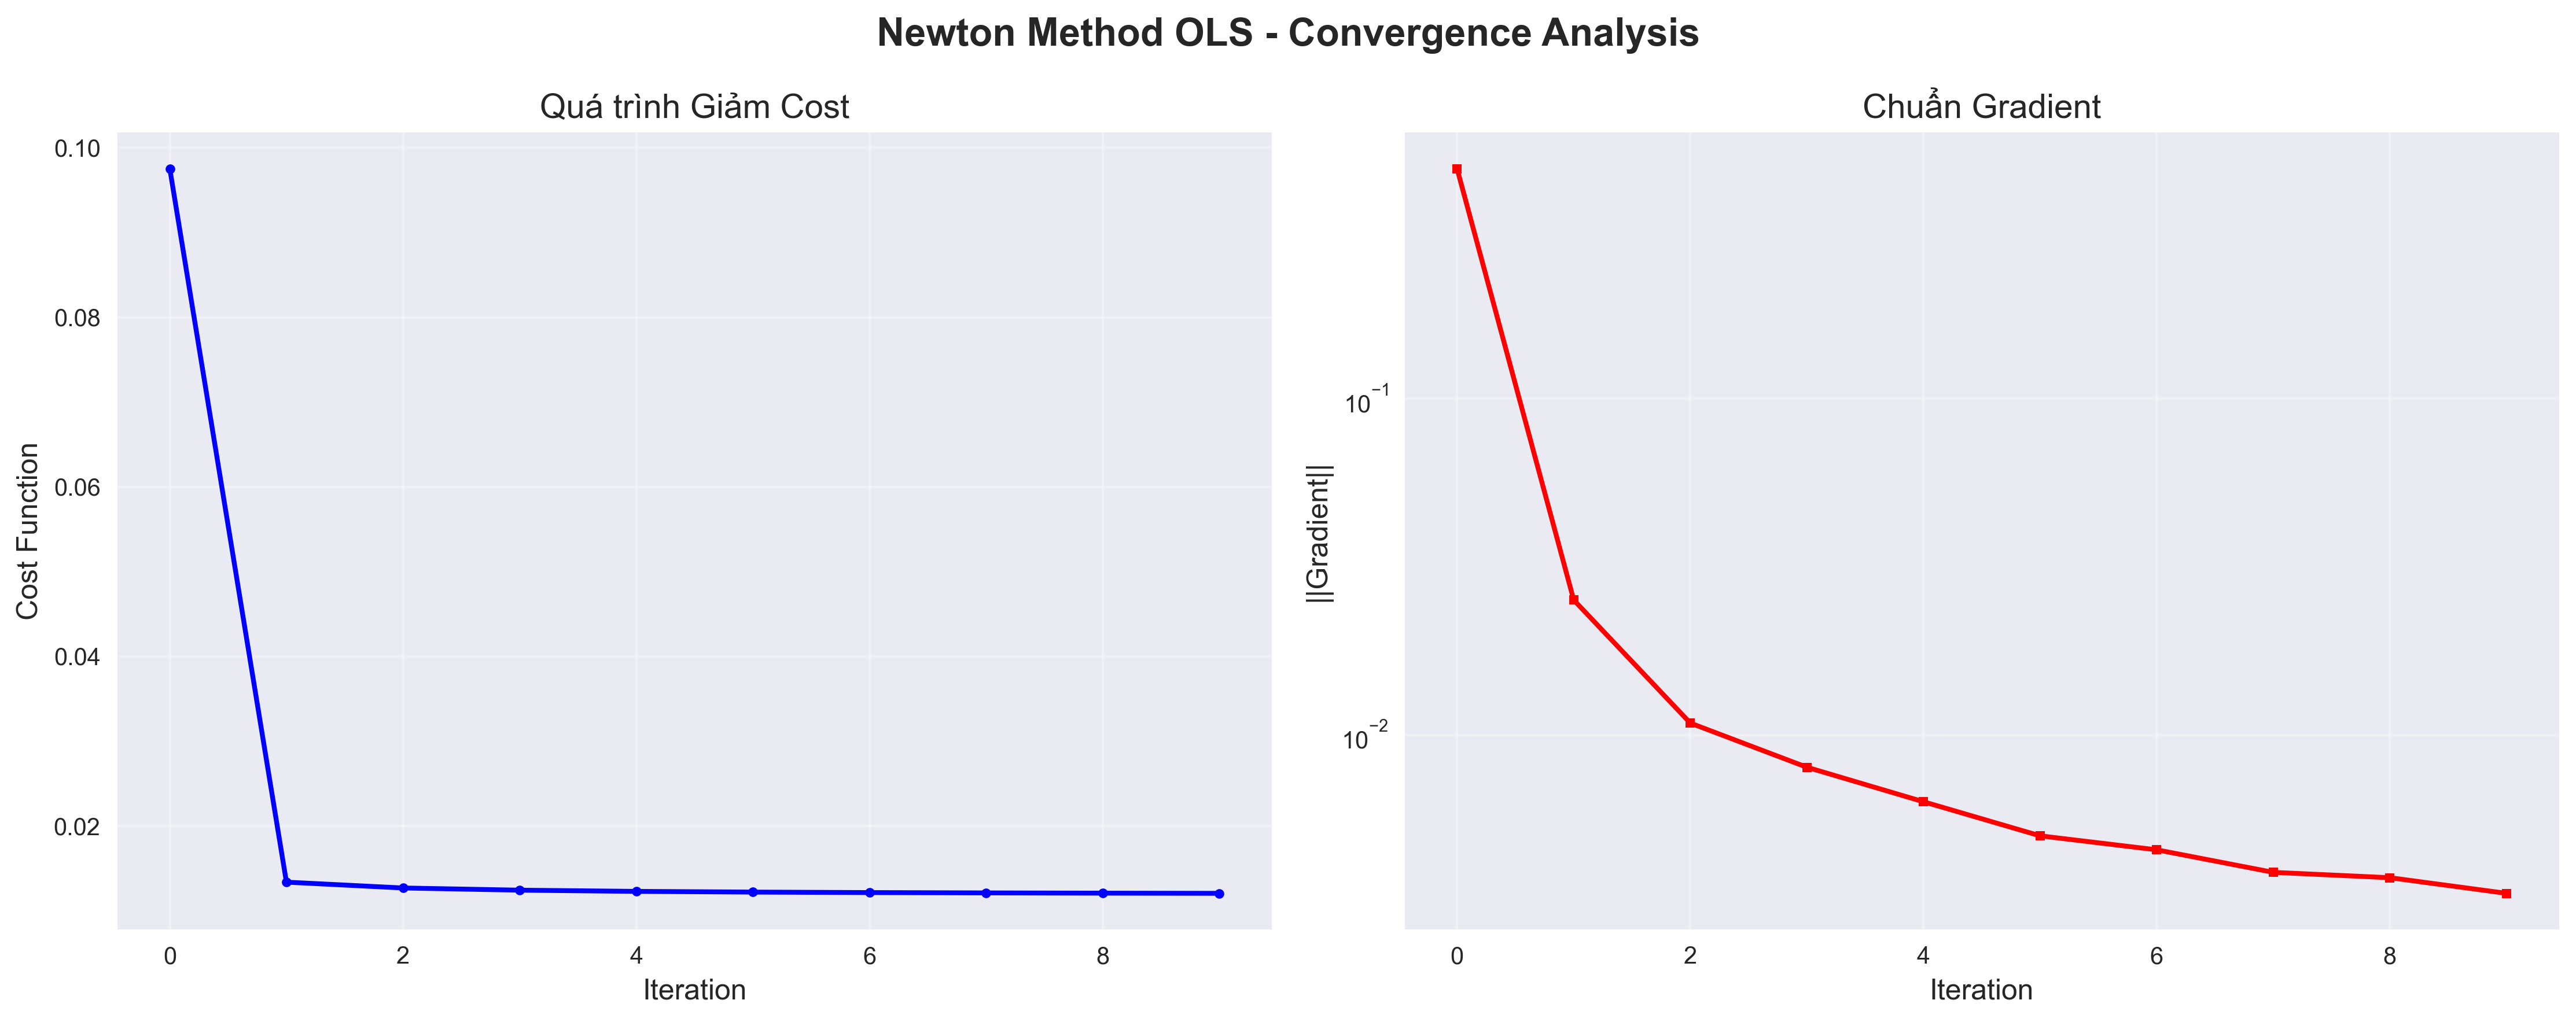 Newton Method OLS - Convergence Analysis
Quá trình Giảm Cost
Cost Function
0.10
0.08
0.06
0.04
0.02
0 2 4 6 8
Iteration
Chuẩn Gradient
||Gradient||
10⁻¹
10⁻²
0 2 4 6 8
Iteration